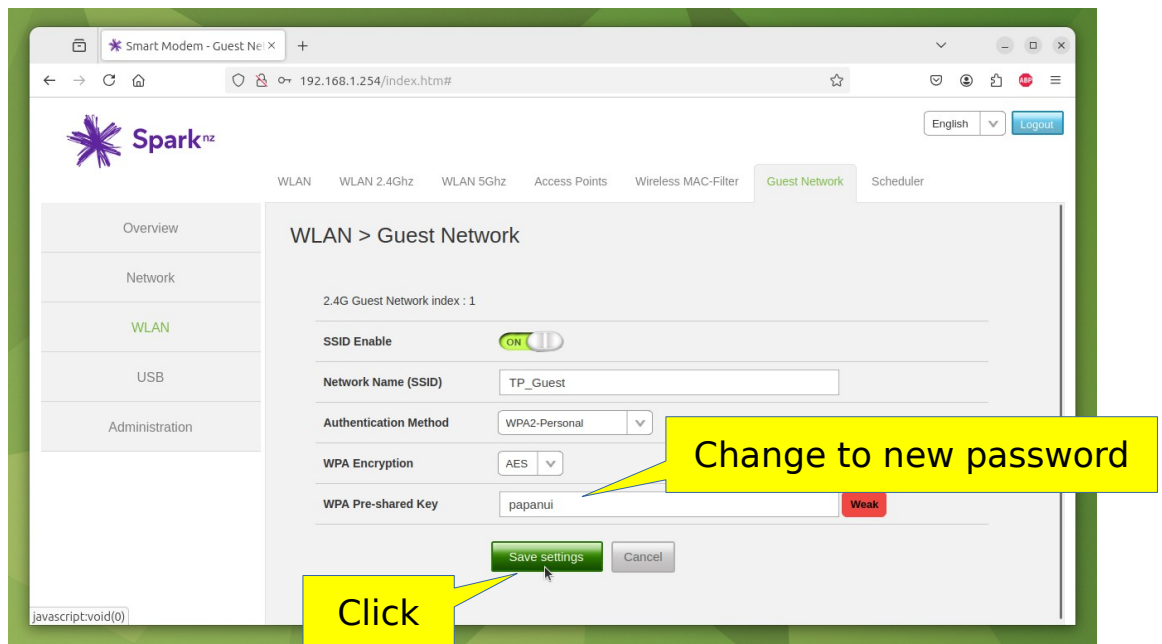 Smart Modem - Guest Ne
192.168.1.254/index.htm#
ABP
Spark nz
English
Logout
WLAN WLAN 2.4Ghz WLAN 5Ghz Access Points Wireless MAC-Filter Guest Network Scheduler
Overview
Network
WLAN
USB
Administration
WLAN > Guest Network
2.4G Guest Network index : 1
SSID Enable ON
Network Name (SSID) TP_Guest
Authentication Method WPA2-Personal
WPA Encryption AES
WPA Pre-shared Key papanui Weak
Change to new password
Save settings Cancel
Click
javascript:void(0)